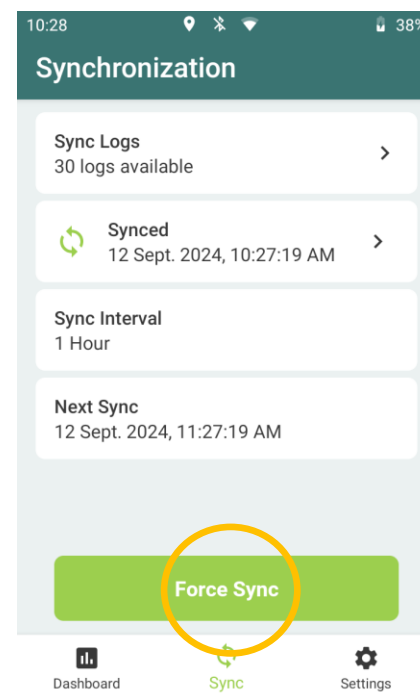 10:28
38%
Synchronization
Sync Logs
30 logs available
Synced
12 Sept. 2024, 10:27:19 AM
Sync Interval
1 Hour
Next Sync
12 Sept. 2024, 11:27:19 AM
Force Sync
Dashboard
Sync
Settings